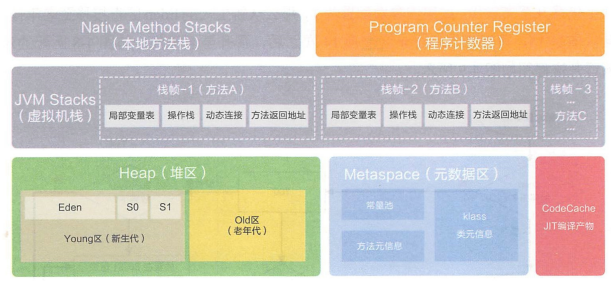 Native Method Stacks
（本地方法栈）
Program Counter Register
（程序计数器）
JVM Stacks
（虚拟机栈）
栈帧-1（方法A）
局部变量表
操作栈
动态连接
方法返回地址
栈帧-2（方法B）
局部变量表
操作栈
动态连接
方法返回地址
栈帧-3
...
方法C
...
Heap（堆区）
Eden
S0
S1
Young区（新生代）
Old区
（老年代）
Metaspace（元数据区）
常量池
方法元信息
klass
类元信息
CodeCache
JIT编译产物